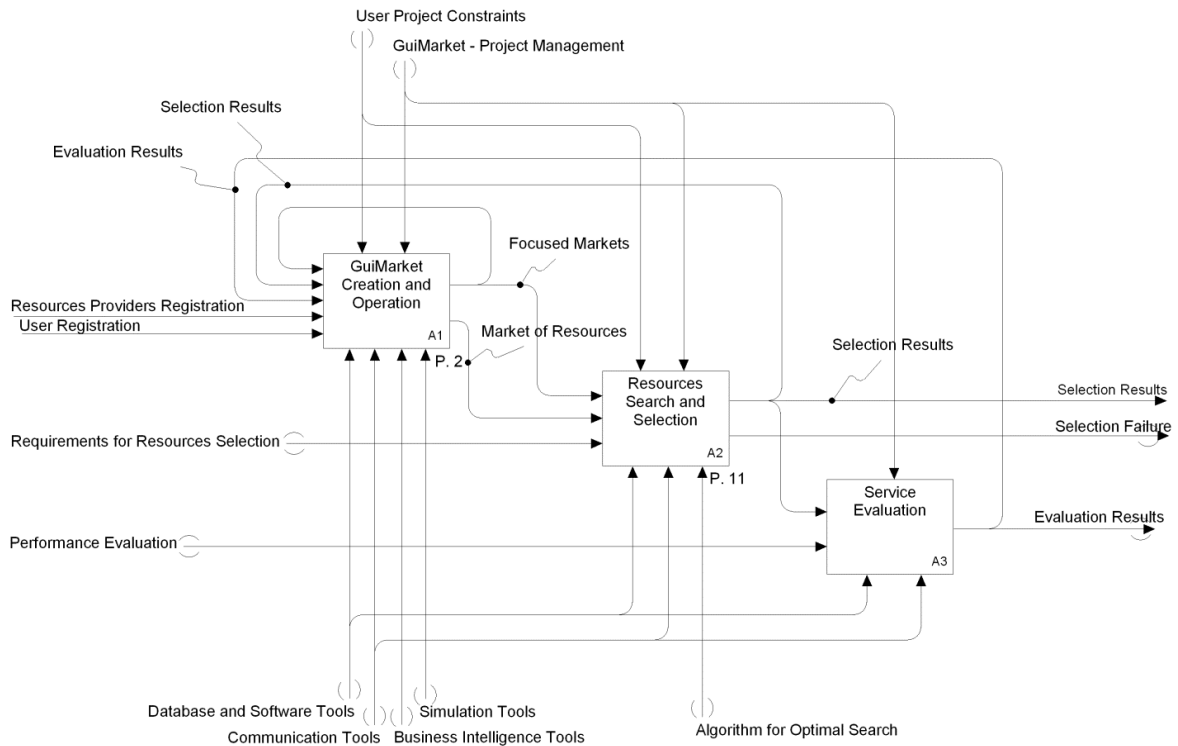 User Project Constraints
GuiMarket - Project Management
Selection Results
Evaluation Results
Focused Markets
GuiMarket
Creation and
Operation
A1
P. 2
Resources Providers Registration
User Registration
Market of Resources
Selection Results
Resources
Search and
Selection
A2
P. 11
Selection Results
Selection Failure
Requirements for Resources Selection
Service
Evaluation
A3
Evaluation Results
Performance Evaluation
Database and Software Tools
Simulation Tools
Communication Tools
Business Intelligence Tools
Algorithm for Optimal Search